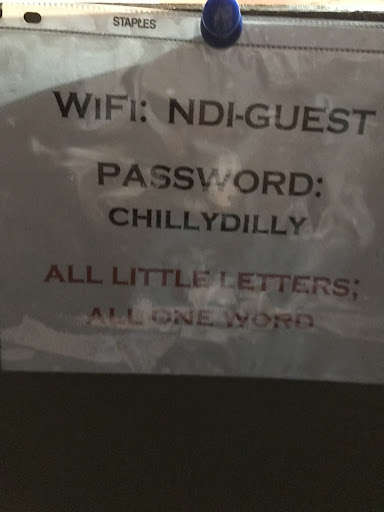 STAPLES
WIFI: NDI-GUEST
PASSWORD:
CHILLYDILLY
ALL LITTLE LETTERS;
ALL ONE WORD